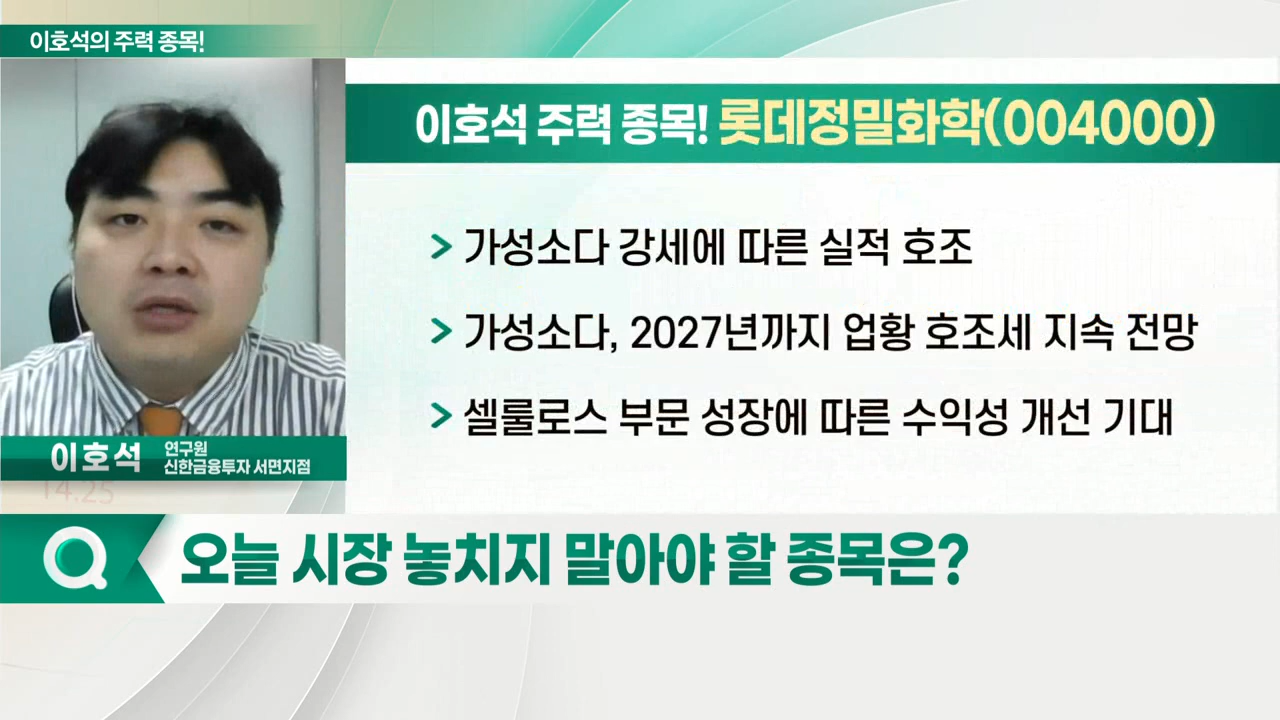 이호석의 주력 종목!
이호석 주력 종목! 롯데정밀화학(004000)
> 가성소다 강세에 따른 실적 호조
> 가성소다, 2027년까지 업황 호조세 지속 전망
> 셀룰로스 부문 성장에 따른 수익성 개선 기대
이호석 연구원
신한금융투자 서면지점
14:25
Q 오늘 시장 놓치지 말아야 할 종목은?